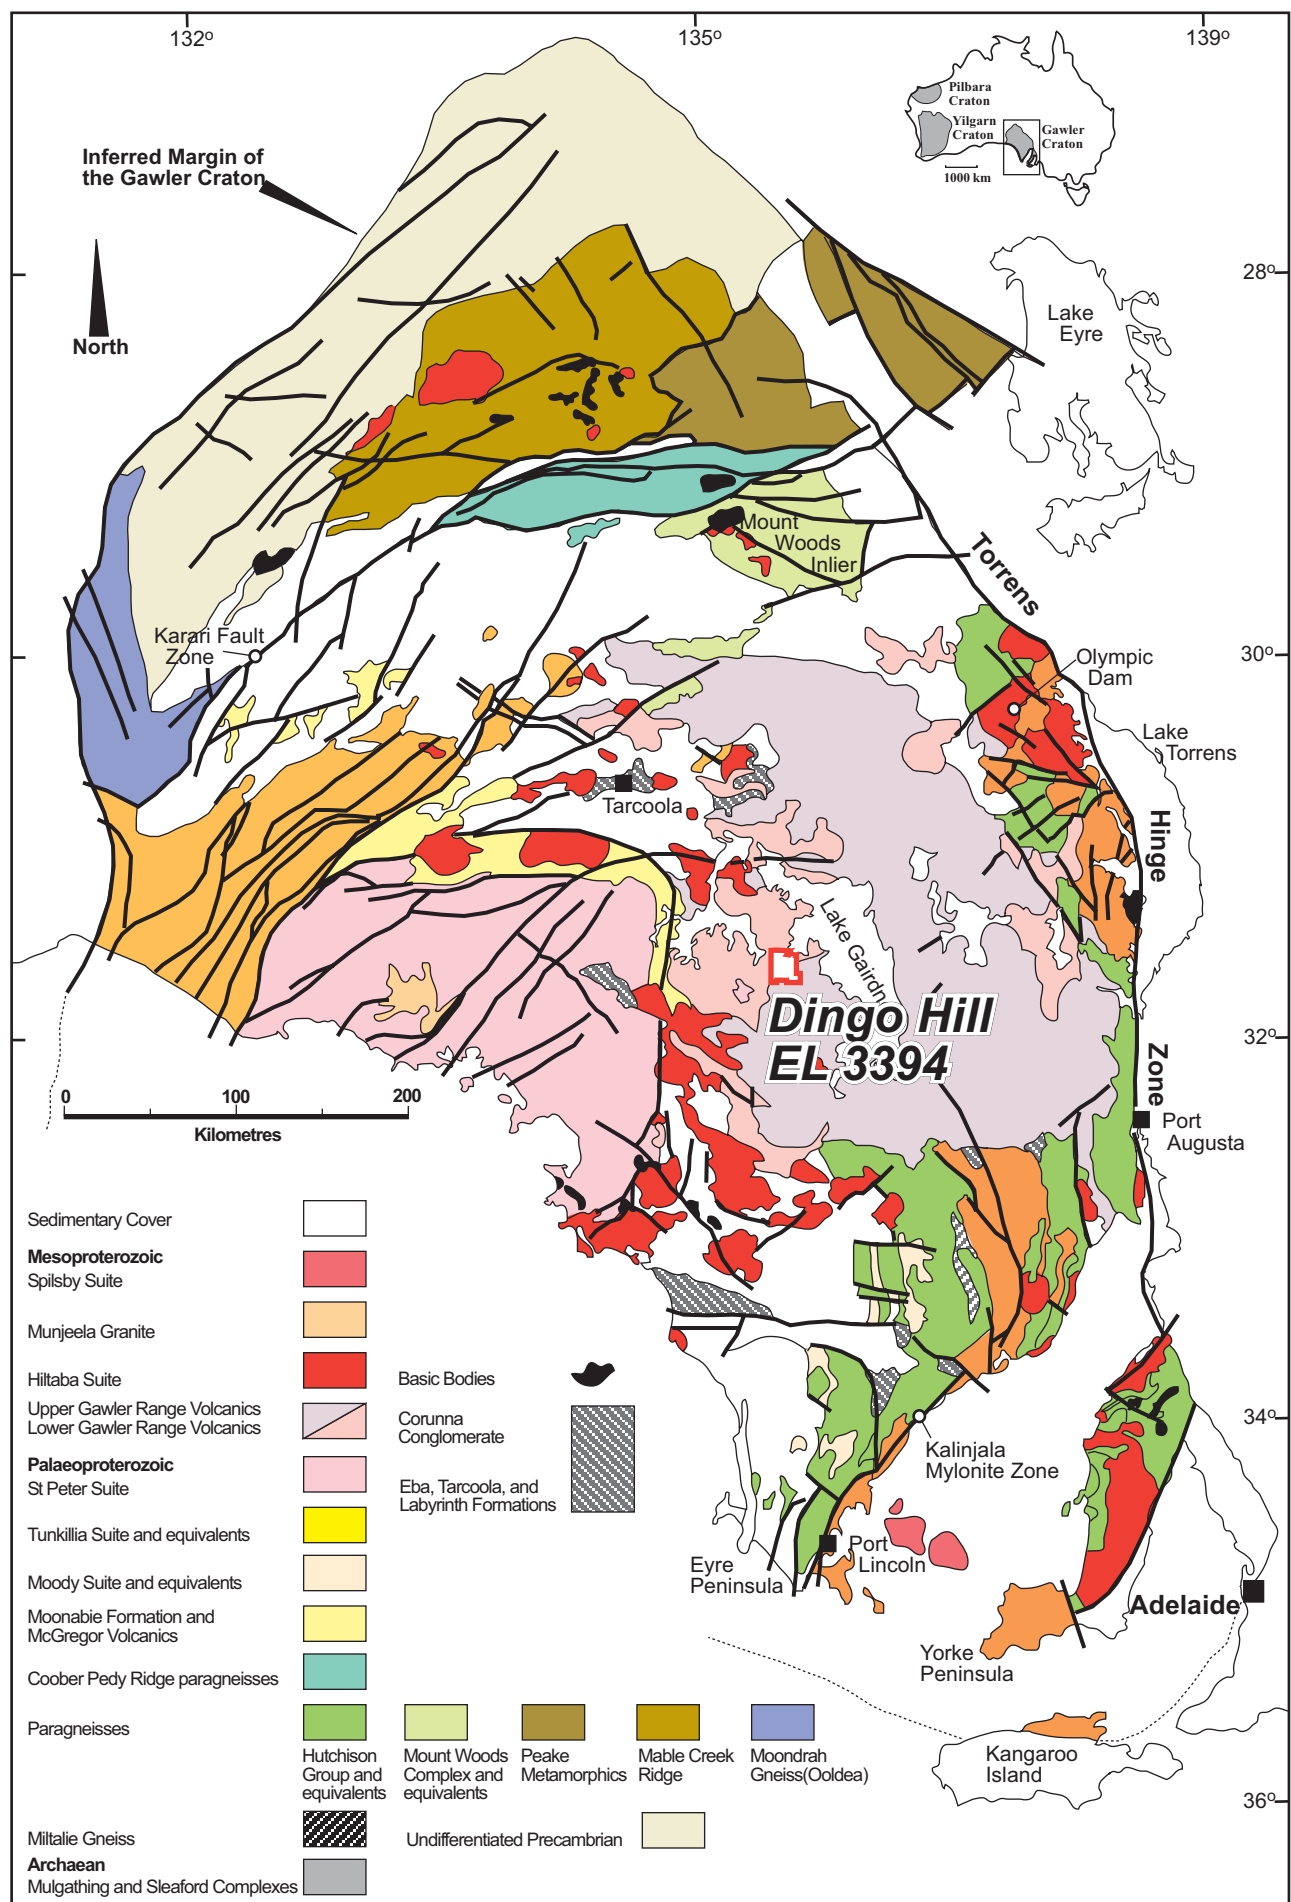 132º
135º
139º
Pilbara
Craton
Yilgarn
Craton
Gawler
Craton
1000 km
Inferred Margin of
the Gawler Craton
North
28º
Lake
Eyre
Mount
Woods
Inlier
Torrens
Karari Fault
Zone
30º
Olympic
Dam
Lake
Torrens
Tarcoola
Hinge
Lake Gairdn
Dingo Hill
EL 3394
32º
Zone
0
100
200
Kilometres
Port
Augusta
Sedimentary Cover
Mesoproterozoic
Spilsby Suite
Munjeela Granite
Hiltaba Suite
Basic Bodies
Upper Gawler Range Volcanics
Lower Gawler Range Volcanics
Corunna
Conglomerate
34º
Palaeoproterozoic
St Peter Suite
Eba, Tarcoola, and
Labyrinth Formations
Kalinjala
Mylonite Zone
Tunkillia Suite and equivalents
Port
Lincoln
Eyre
Peninsula
Moody Suite and equivalents
Adelaide
Moonabie Formation and
McGregor Volcanics
Yorke
Peninsula
Coober Pedy Ridge paragneisses
Paragneisses
Hutchison
Group and
equivalents
Mount Woods
Complex and
equivalents
Peake
Metamorphics
Mable Creek
Ridge
Moondrah
Gneiss(Ooldea)
Kangaroo
Island
36º
Miltalie Gneiss
Undifferentiated Precambrian
Archaean
Mulgathing and Sleaford Complexes